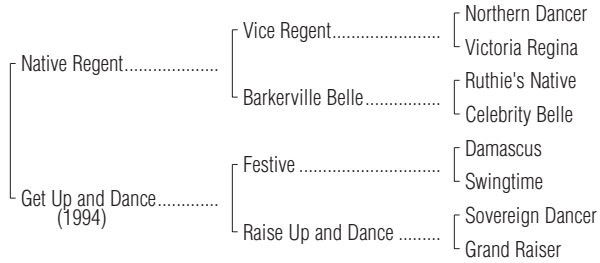 Northern Dancer
Vice Regent.......................
Victoria Regina
Native Regent....................
Ruthie's Native
Barkerville Belle................
Celebrity Belle
Damascus
Festive ..............................
Swingtime
Get Up and Dance.............
(1994)
Sovereign Dancer
Raise Up and Dance .........
Grand Raiser